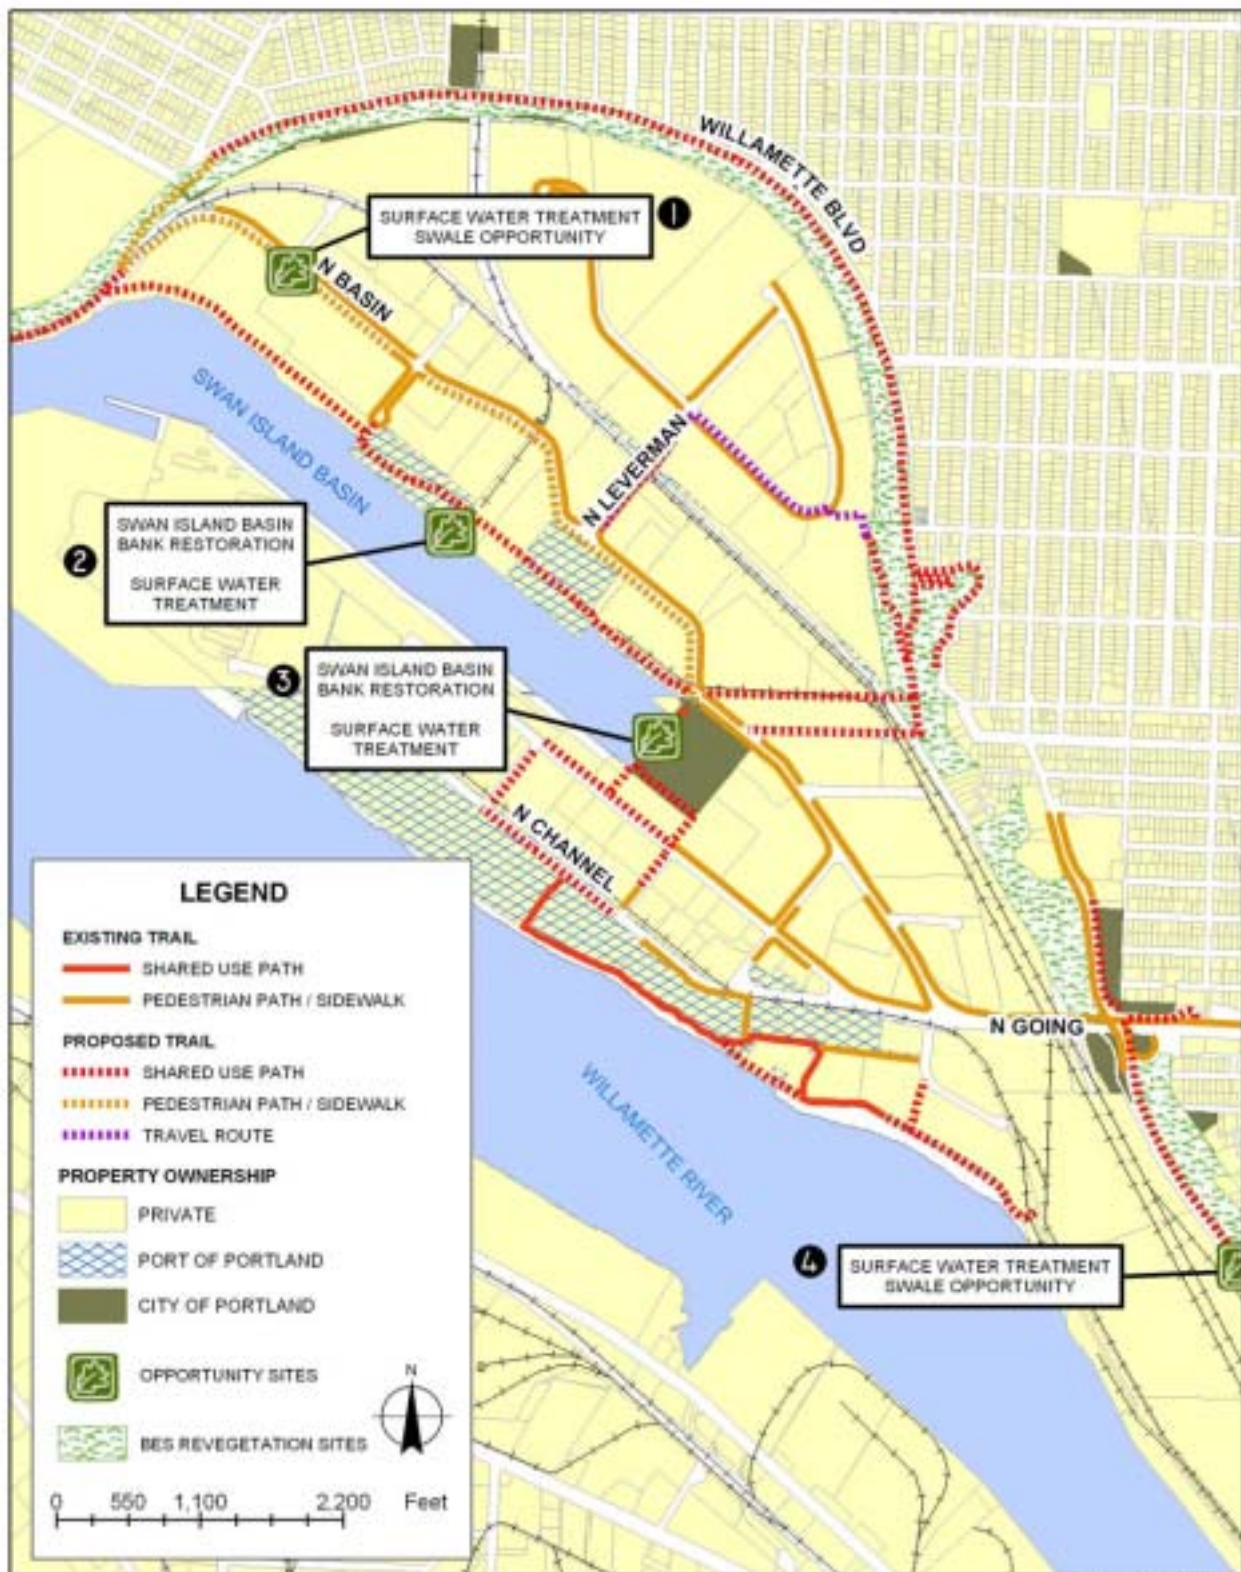 WILLAMETTE BLVD
SURFACE WATER TREATMENT
SWALE OPPORTUNITY
1
N BASIN
SWAN ISLAND BASIN
N LEVERMAN
2
SWAN ISLAND BASIN
BANK RESTORATION
SURFACE WATER
TREATMENT
3
SWAN ISLAND BASIN
BANK RESTORATION
SURFACE WATER
TREATMENT
N CHANNEL
N GOING
WILLAMETTE RIVER
4
SURFACE WATER TREATMENT
SWALE OPPORTUNITY
LEGEND
EXISTING TRAIL
SHARED USE PATH
PEDESTRIAN PATH / SIDEWALK
PROPOSED TRAIL
SHARED USE PATH
PEDESTRIAN PATH / SIDEWALK
TRAVEL ROUTE
PROPERTY OWNERSHIP
PRIVATE
PORT OF PORTLAND
CITY OF PORTLAND
OPPORTUNITY SITES
BES REVEGETATION SITES
N
0 550 1,100 2,200 Feet